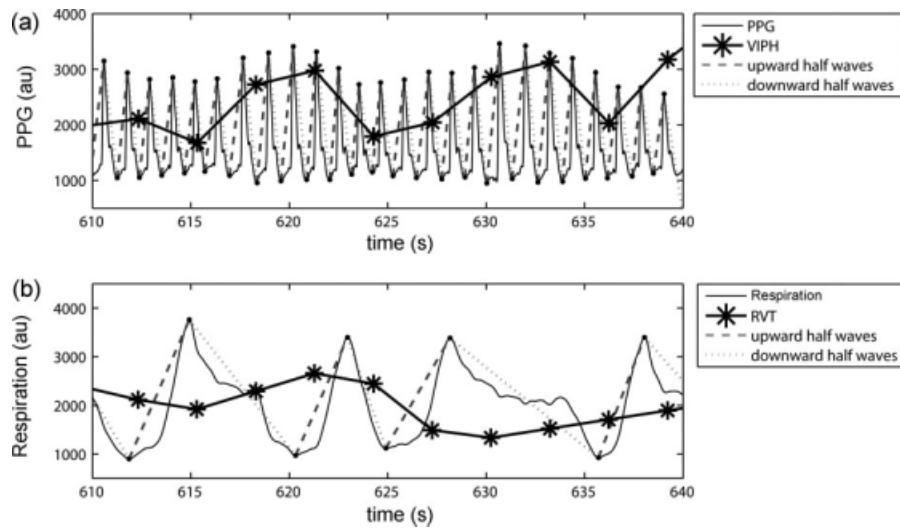 (a)
4000
3000
2000
1000
PPG (au)
610
615
620
625
630
635
640
time (s)
PPG
VIPH
upward half waves
downward half waves
(b)
4000
3000
2000
1000
Respiration (au)
610
615
620
625
630
635
640
time (s)
Respiration
RVT
upward half waves
downward half waves